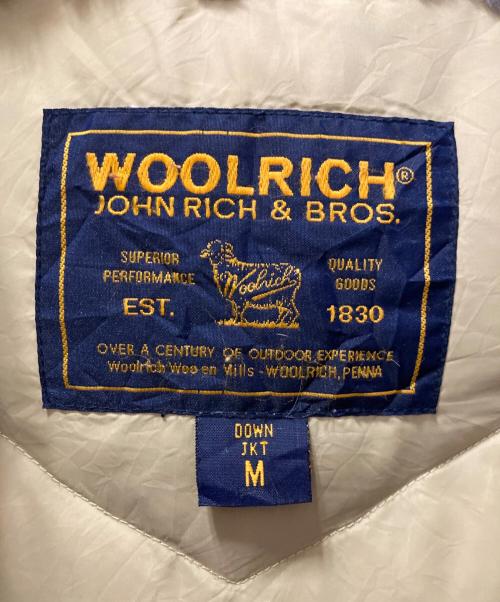 WOOLRICH®
JOHN RICH & BROS.
SUPERIOR
PERFORMANCE
Woolrich
QUALITY
GOODS
EST.
1830
OVER A CENTURY OF OUTDOOR EXPERIENCE
Woolrich Woolen Mills - WOOLRICH, PENNA
DOWN
JKT
M